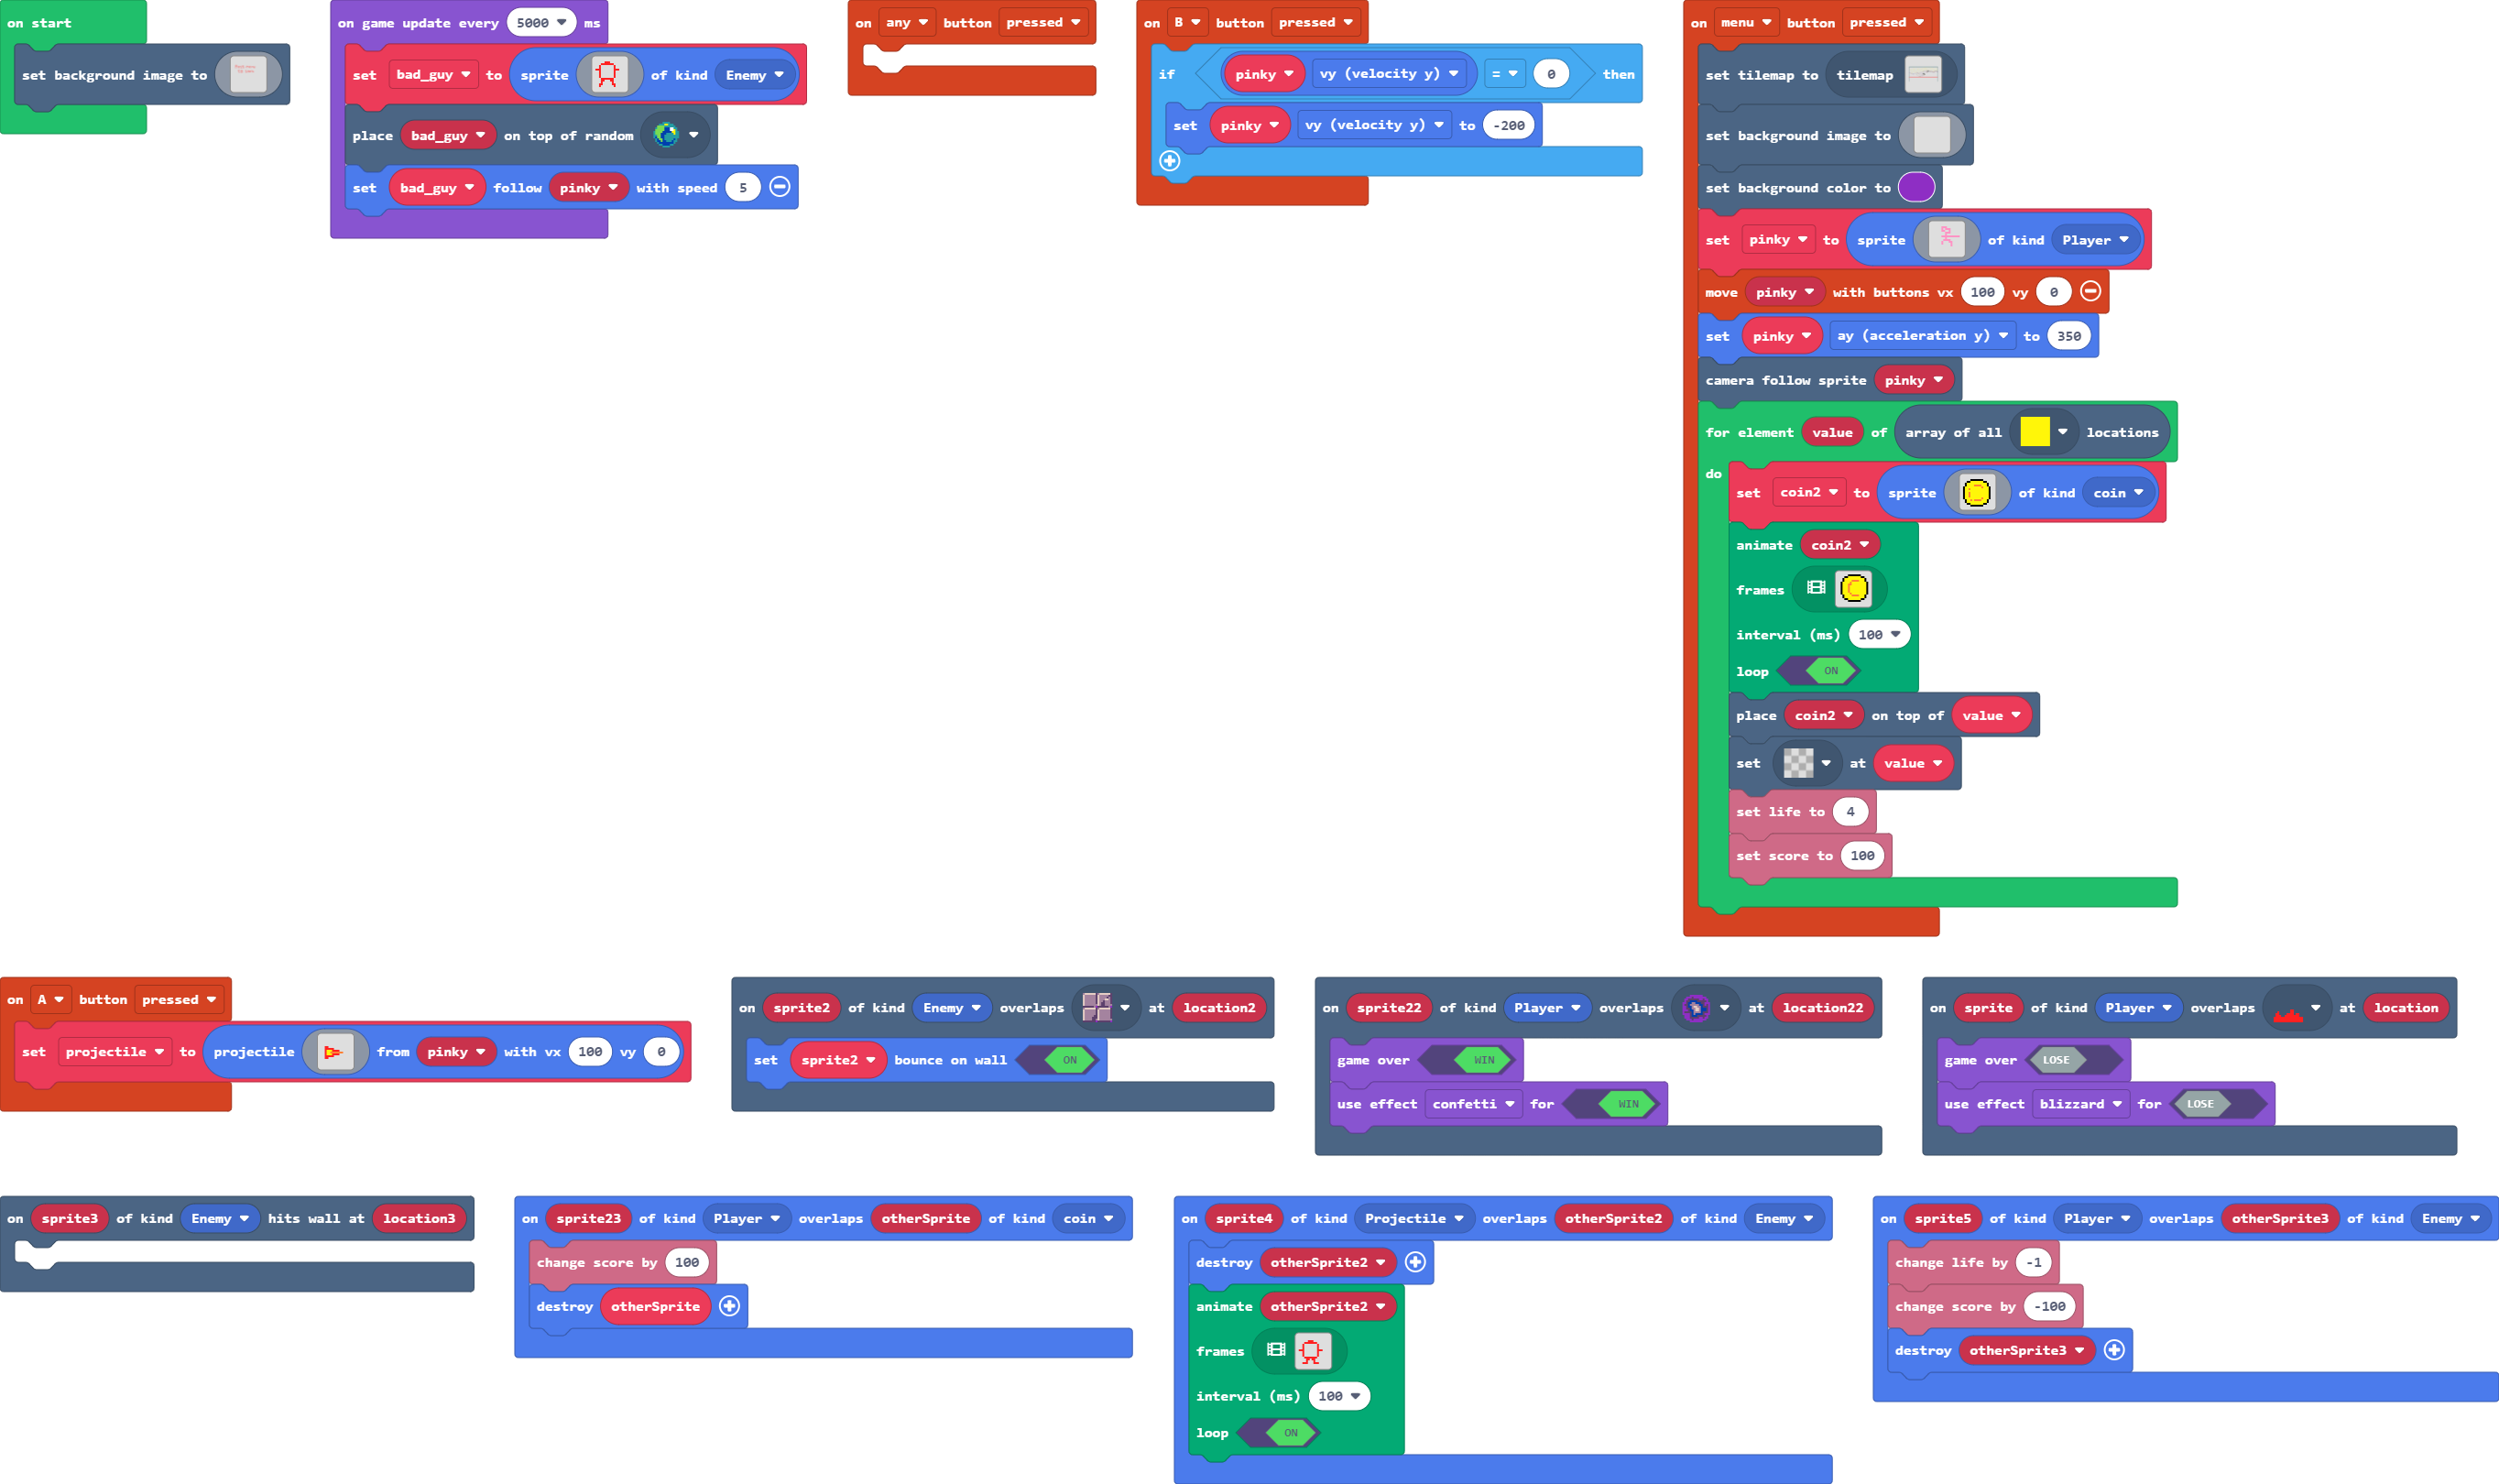 on start
set background image to
on game update every 5000 ms
set bad_guy to sprite of kind Enemy
place bad_guy on top of random
set bad_guy follow pinky with speed 5
on any button pressed
on B button pressed
if pinky vy (velocity y) = 0 then
set pinky vy (velocity y) to -200
on menu button pressed
set tilemap to tilemap
set background image to
set background color to
set pinky to sprite of kind Player
move pinky with buttons vx 100 vy 0
set pinky ay (acceleration y) to 350
camera follow sprite pinky
for element value of array of all locations
do
set coin2 to sprite of kind coin
animate coin2
frames
interval (ms) 100
loop ON
place coin2 on top of value
set at value
set life to 4
set score to 100
on A button pressed
set projectile to projectile from pinky with vx 100 vy 0
on sprite2 of kind Enemy overlaps at location2
set sprite2 bounce on wall ON
on sprite22 of kind Player overlaps at location22
game over WIN
use effect confetti for WIN
on sprite of kind Player overlaps at location
game over LOSE
use effect blizzard for LOSE
on sprite3 of kind Enemy hits wall at location3
on sprite23 of kind Player overlaps otherSprite of kind coin
change score by 100
destroy otherSprite
on sprite4 of kind Projectile overlaps otherSprite2 of kind Enemy
destroy otherSprite2
animate otherSprite2
frames
interval (ms) 100
loop ON
on sprite5 of kind Player overlaps otherSprite3 of kind Enemy
change life by -1
change score by -100
destroy otherSprite3